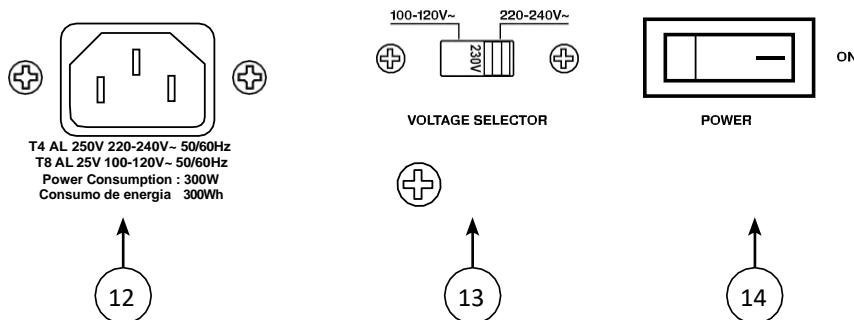 100-120V~ 220-240V~
230V
ON
VOLTAGE SELECTOR
POWER
T4 AL 250V 220-240V~ 50/60Hz
T8 AL 25V 100-120V~ 50/60Hz
Power Consumption : 300W
Consumo de energia 300Wh
12
13
14